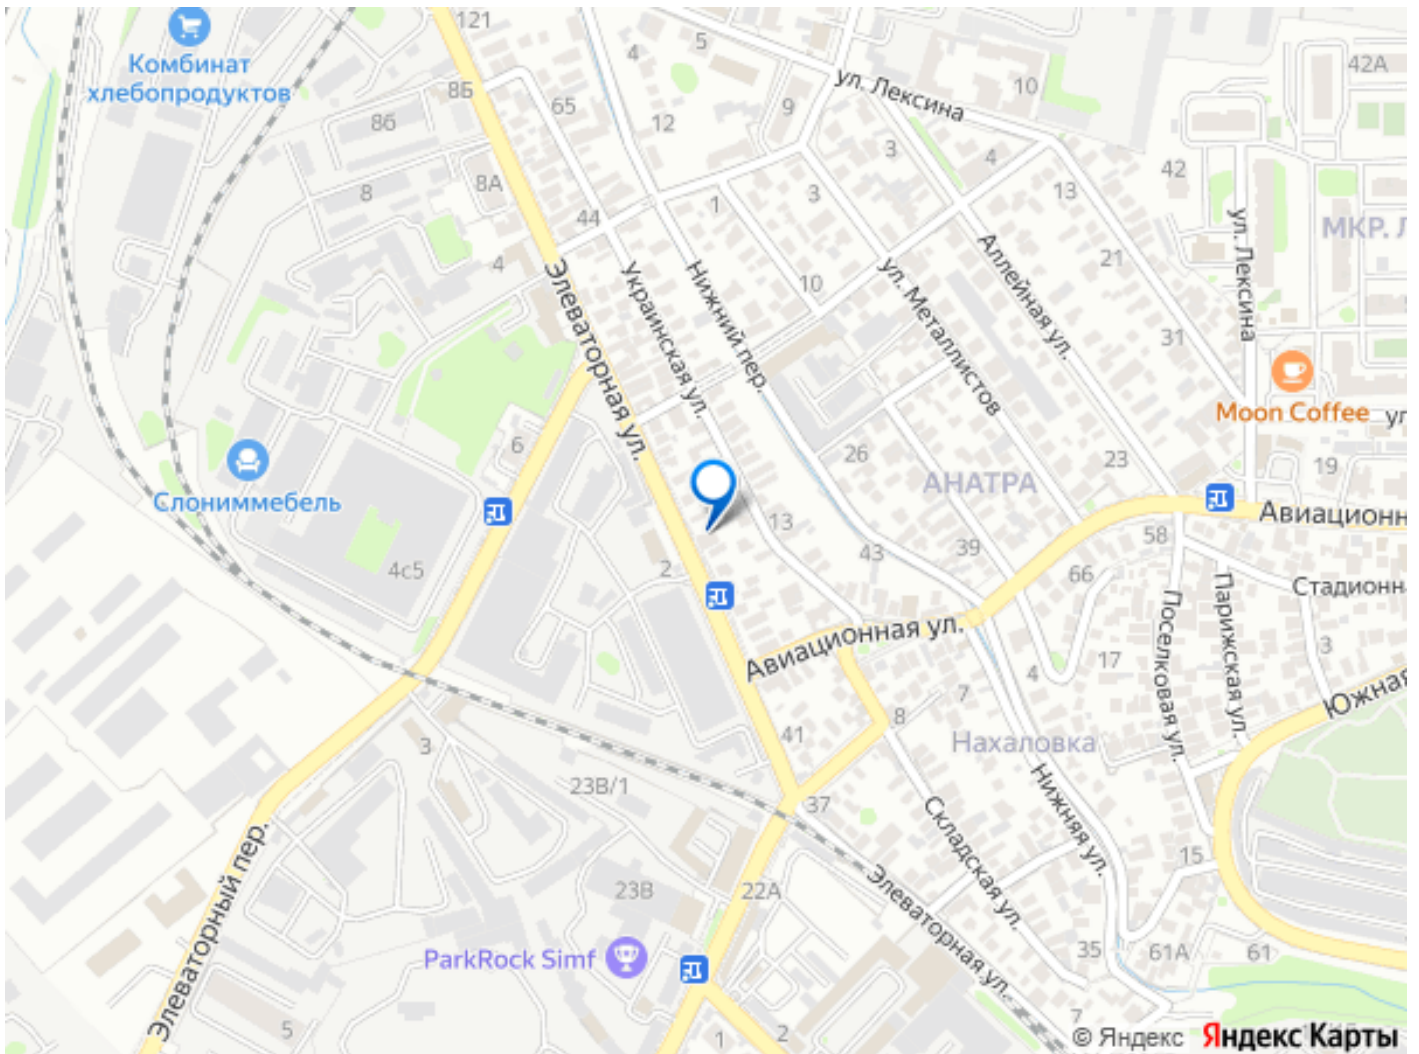 121
5
4
42А
Комбинат
хлебопродуктов
8Б
65
ул. Лексина
10
9
12
86
3
4
42
8А
8
13
3
1
44
МКР. Л
ул. Лексина
Аллейная ул.
21
4
Элеваторная ул.
Украинская ул.
Нижний пер.
10
ул. Металлистов
31
Moon Coffee
ул
6
26
23
19
АНАТРА
Слониммебель
13
58
Авиационн
4с5
2
43
39
66
Стадионн
Парижская ул.
Поселковая ул.
Авиационная ул.
3
17
4
7
Южная
8
41
Нахаловка
3
23В/1
37
Нижняя ул.
Складская ул.
Элеваторный пер.
15
23В
22А
Элеваторная ул.
ParkRock Simf
35
61А
61
5
1
2
7
© Яндекс Яндекс Карты